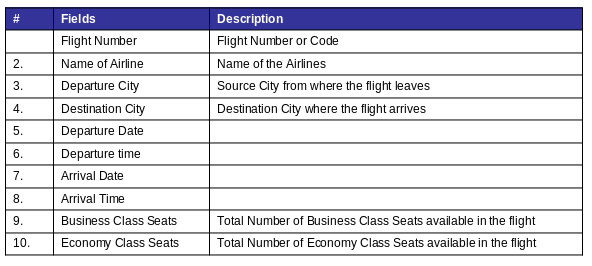 # Fields Description
Flight Number Flight Number or Code
2. Name of Airline Name of the Airlines
3. Departure City Source City from where the flight leaves
4. Destination City Destination City where the flight arrives
5. Departure Date
6. Departure time
7. Arrival Date
8. Arrival Time
9. Business Class Seats Total Number of Business Class Seats available in the flight
10. Economy Class Seats Total Number of Economy Class Seats available in the flight